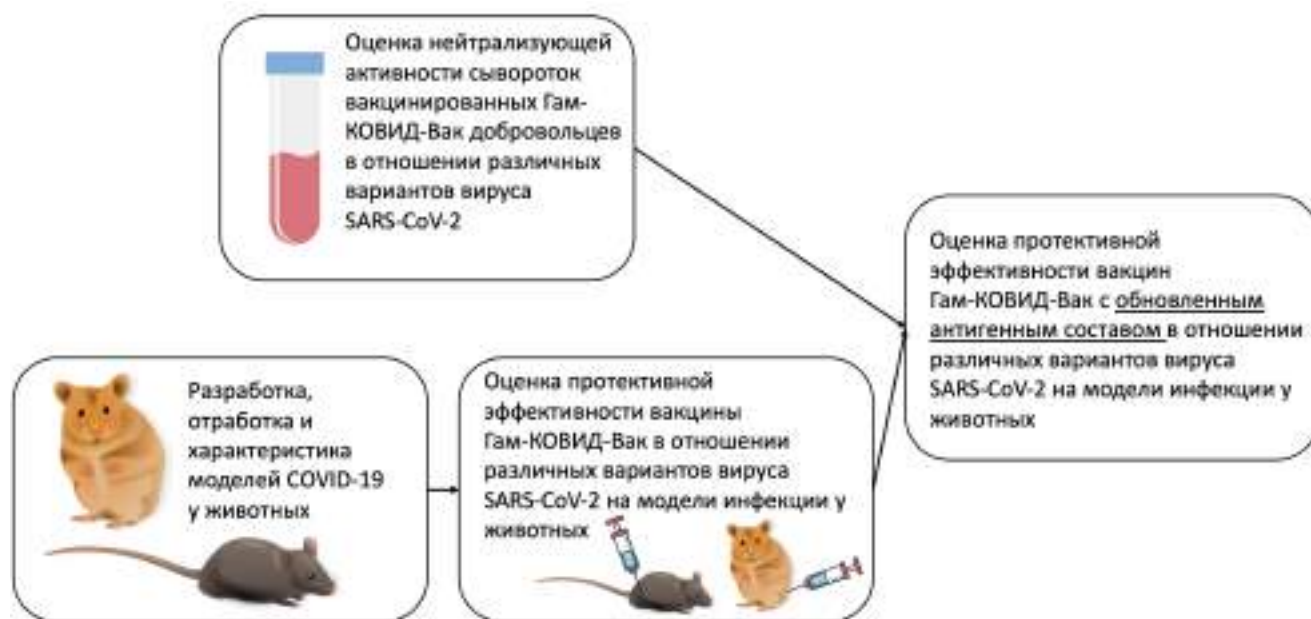 Оценка нейтрализующей
активности сывороток
вакцинированных Гам-
КОВИД-Вак добровольцев
в отношении различных
вариантов вируса
SARS-CoV-2
Разработка,
отработка и
характеристика
моделей COVID-19
у животных
Оценка протективной
эффективности вакцины
Гам-КОВИД-Вак в отношении
различных вариантов вируса
SARS-CoV-2 на модели инфекции у
животных
Оценка протективной
эффективности вакцин
Гам-КОВИД-Вак с обновленным
антигенным составом в отношении
различных вариантов вируса
SARS-CoV-2 на модели инфекции у
животных